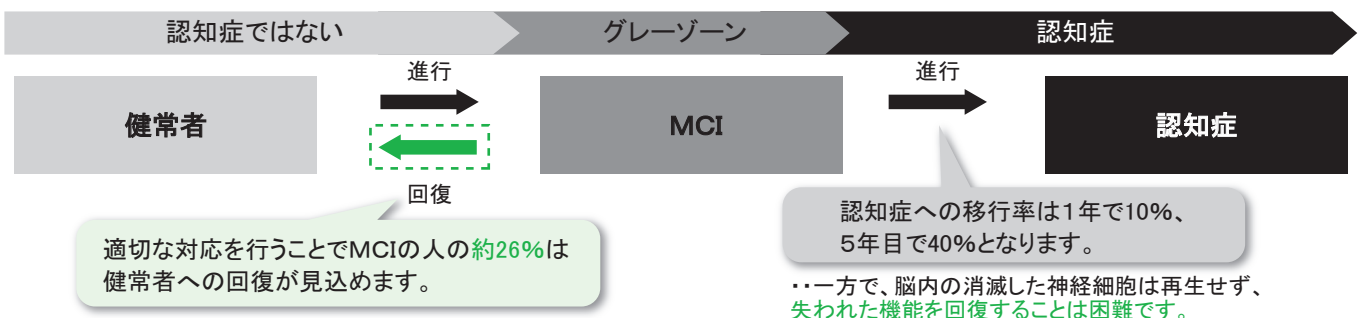 認知症ではない
グレーゾーン
認知症
進行
進行
健常者
MCI
認知症
回復
適切な対応を行うことでMCIの人の約26%は
健常者への回復が見込めます。
認知症への移行率は１年で10%、
５年目で40%となります。
・・一方で、脳内の消滅した神経細胞は再生せず、
失われた機能を回復することは困難です。